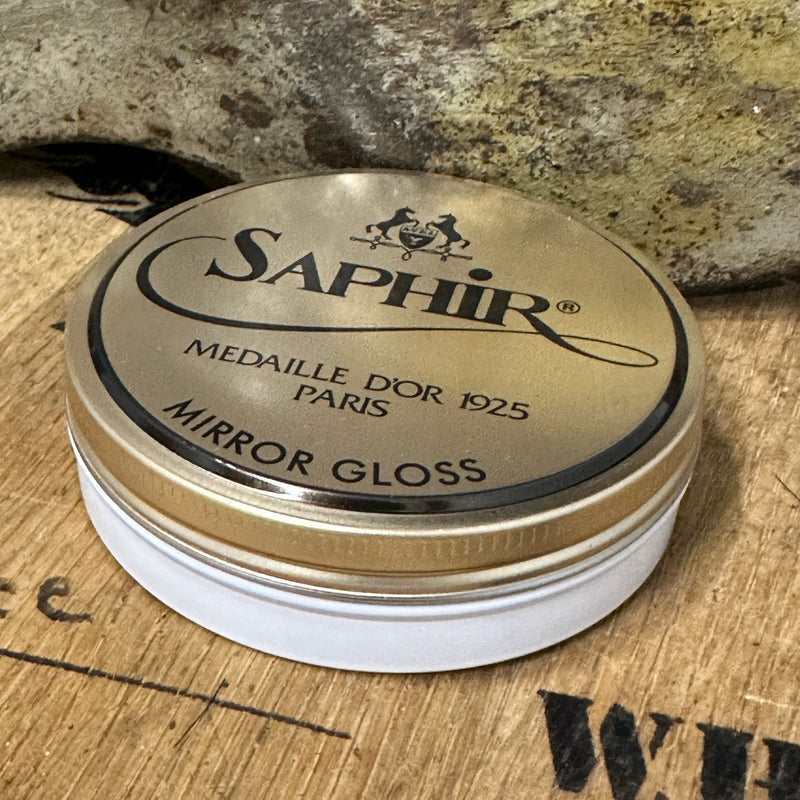 SAPHIR®
MEDAILLE D'OR 1925
PARIS
MIRROR GLOSS